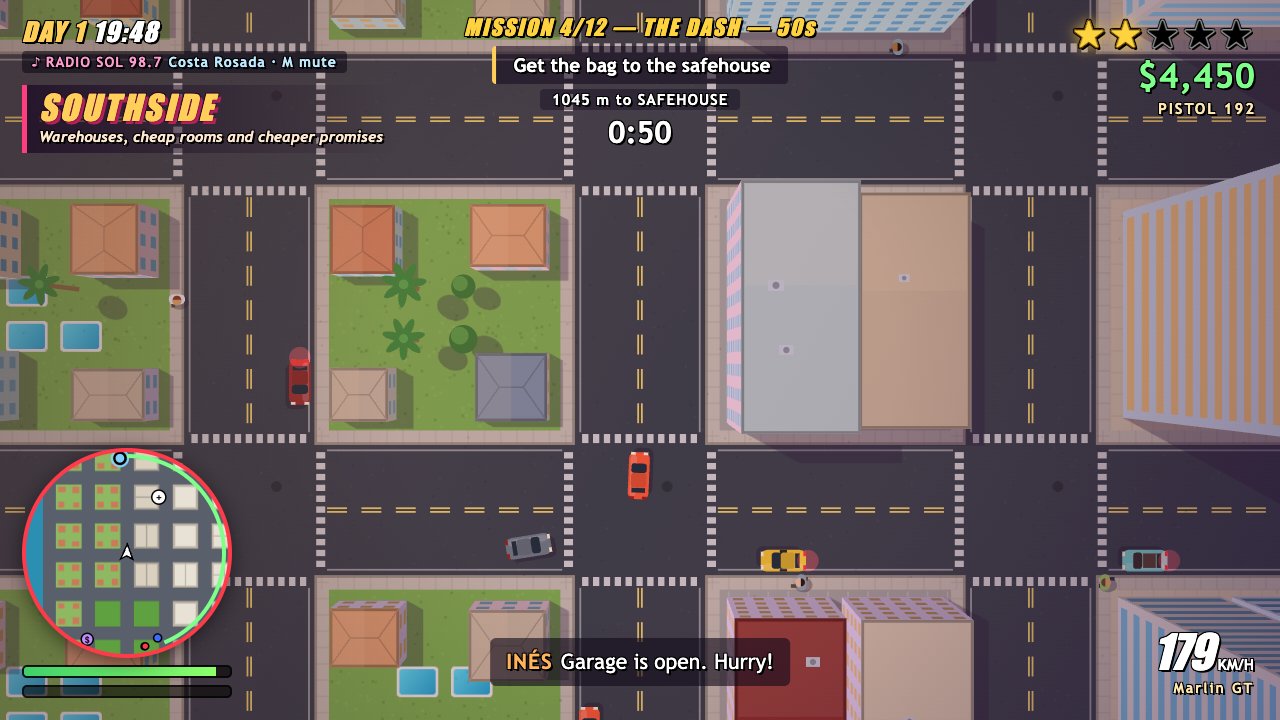 DAY 1 19:48
MISSION 4/12 — THE DASH — 50s
♪ RADIO SOL 98.7 Costa Rosada · M mute
Get the bag to the safehouse
$4,450
SOUTHSIDE
Warehouses, cheap rooms and cheaper promises
1045 m to SAFEHOUSE
PISTOL 192
0:50
$
INÉS Garage is open. Hurry!
179 KM/H
Marlin GT